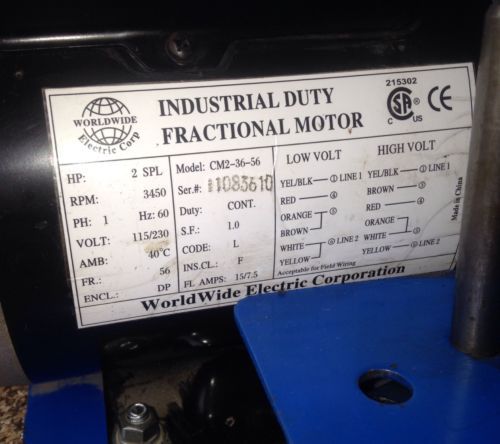 WORLDWIDE
Electric Corp
INDUSTRIAL DUTY
FRACTIONAL MOTOR
215302
CSA
C US
CE
HP: 2 SPL
RPM: 3450
PH: 1 Hz: 60
VOLT: 115/230
AMB: 40°C
FR.: 56
ENCL.: DP
Model: CM2-36-56
Ser.#: 11083610
Duty: CONT.
S.F.: 1.0
CODE: L
INS.CL.: F
FL AMPS: 15/7.5
LOW VOLT
YEL/BLK ① LINE 1
RED ④
ORANGE ⑤
BROWN
WHITE ⑥ LINE 2
YELLOW
HIGH VOLT
YEL/BLK ① LINE 1
BROWN ③
RED ④
ORANGE
WHITE ⑤
YELLOW ⑥ LINE 2
Acceptable for Field Wiring
Made in China
WorldWide Electric Corporation